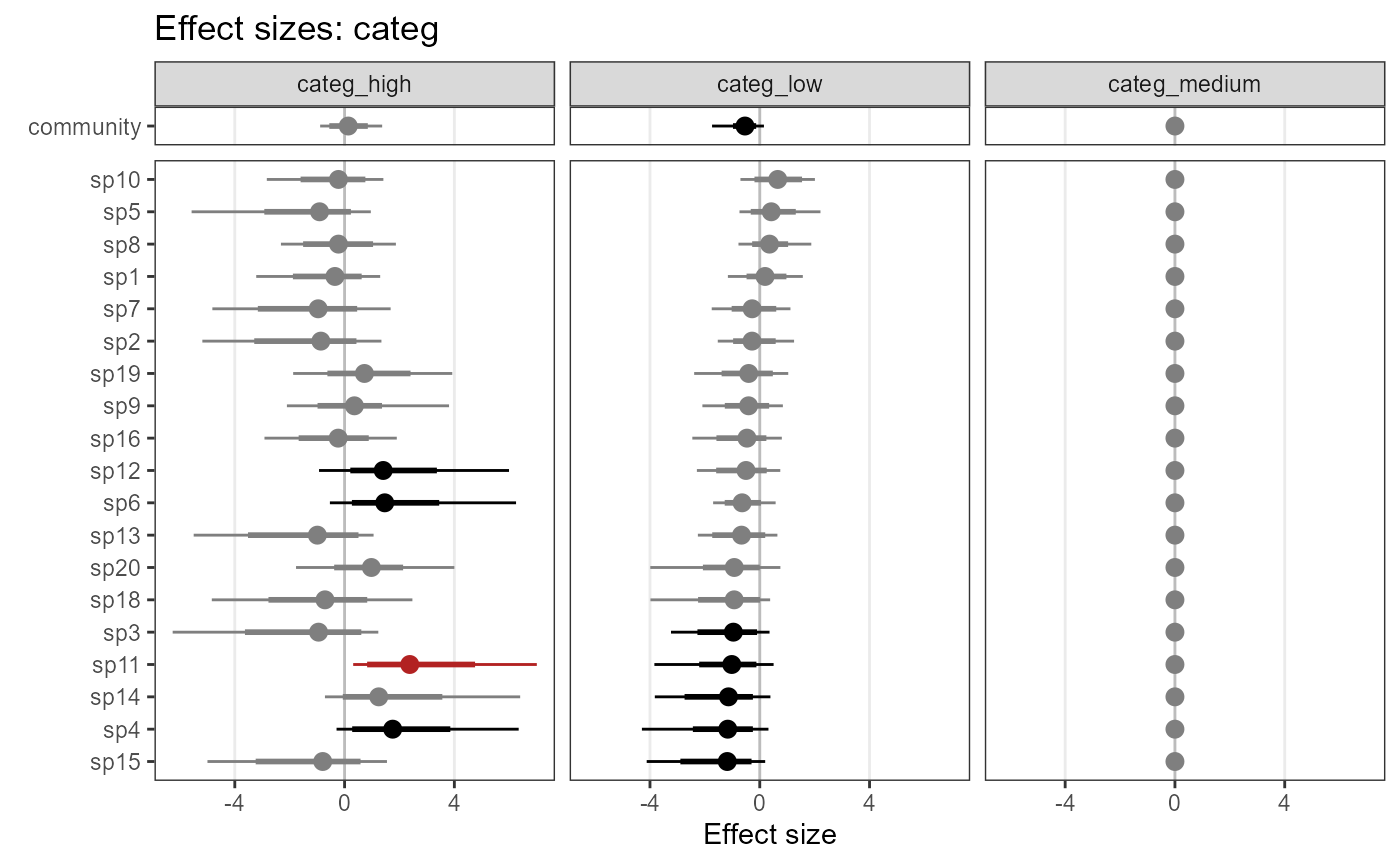 Effect sizes: categ
categ_high categ_low categ_medium
community
sp10
sp5
sp8
sp1
sp7
sp2
sp19
sp9
sp16
sp12
sp6
sp13
sp20
sp18
sp3
sp11
sp14
sp4
sp15
-4 0 4 -4 0 4 -4 0 4
Effect size